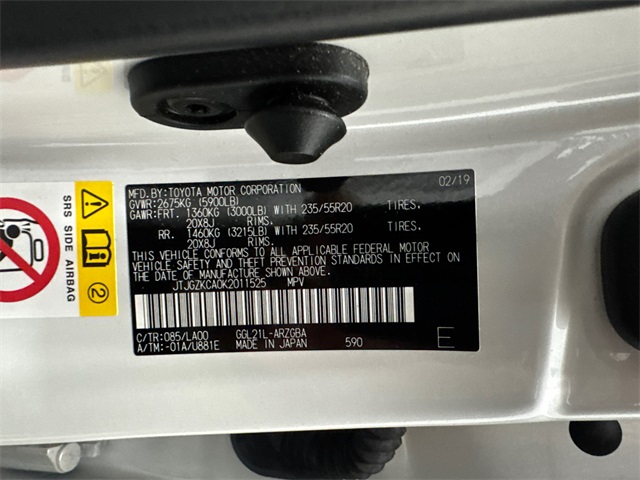 MFD.BY:TOYOTA MOTOR CORPORATION 02/19
GVWR:2675KG (5900LB)
GAWR:FRT. 1360KG (3000LB) WITH 235/55R20 TIRES.
20X8J RIMS.
RR. 1460KG (3215LB) WITH 235/55R20 TIRES.
20X8J RIMS.
THIS VEHICLE CONFORMS TO ALL APPLICABLE FEDERAL MOTOR
VEHICLE SAFETY AND THEFT PREVENTION STANDARDS IN EFFECT
ON THE DATE OF MANUFACTURE SHOWN ABOVE.
JTJGZKCA0K2011525 MPV
C/TR:085/LA00 GGL21L-ARZGBA
A/TM:-01A/U881E MADE IN JAPAN 590 E
SRS SIDE AIRBAG
2